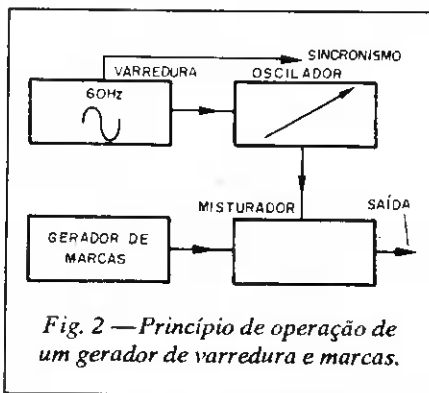 SINCRONISMO
VARREDURA OSCILADOR
60Hz
MISTURADOR SAÍDA
GERADOR DE
MARCAS
Fig. 2 — Princípio de operação de
um gerador de varredura e marcas.